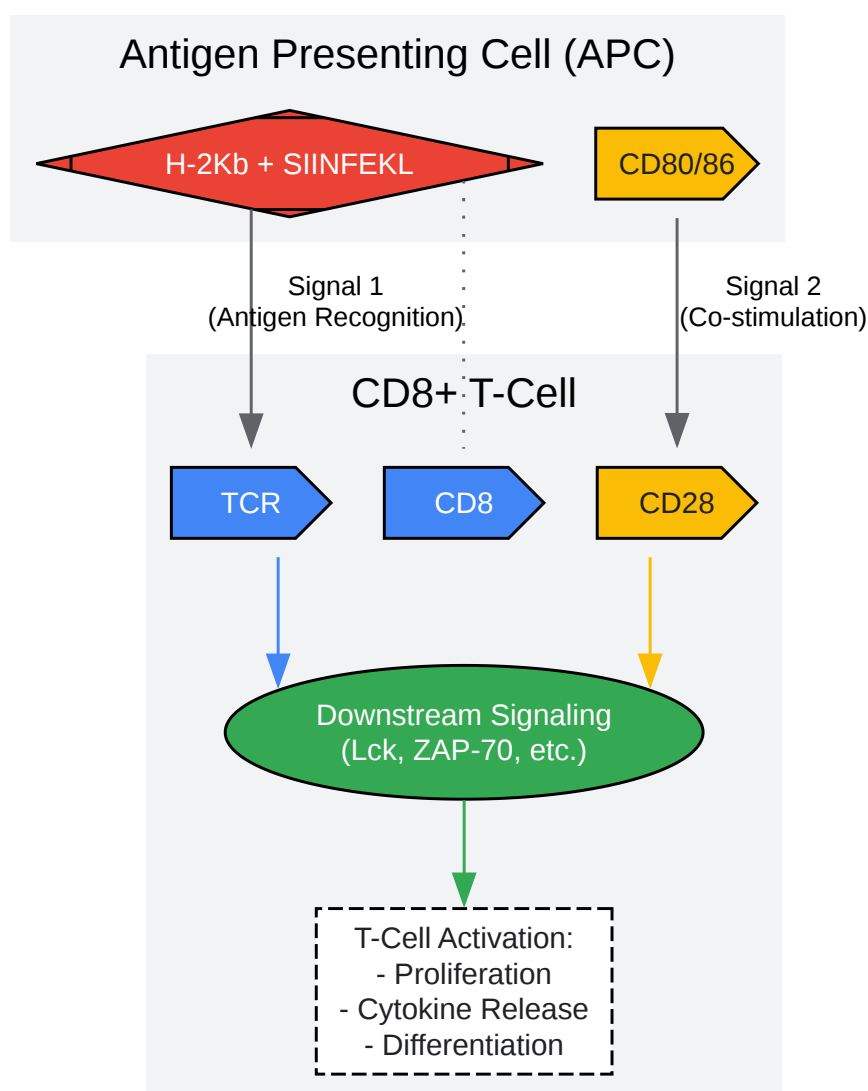 Antigen Presenting Cell (APC)
H-2Kb + SIINFEKL
CD80/86
Signal 1
(Antigen Recognition)
Signal 2
(Co-stimulation)
CD8+ T-Cell
TCR
CD8
CD28
Downstream Signaling
(Lck, ZAP-70, etc.)
T-Cell Activation:
- Proliferation
- Cytokine Release
- Differentiation